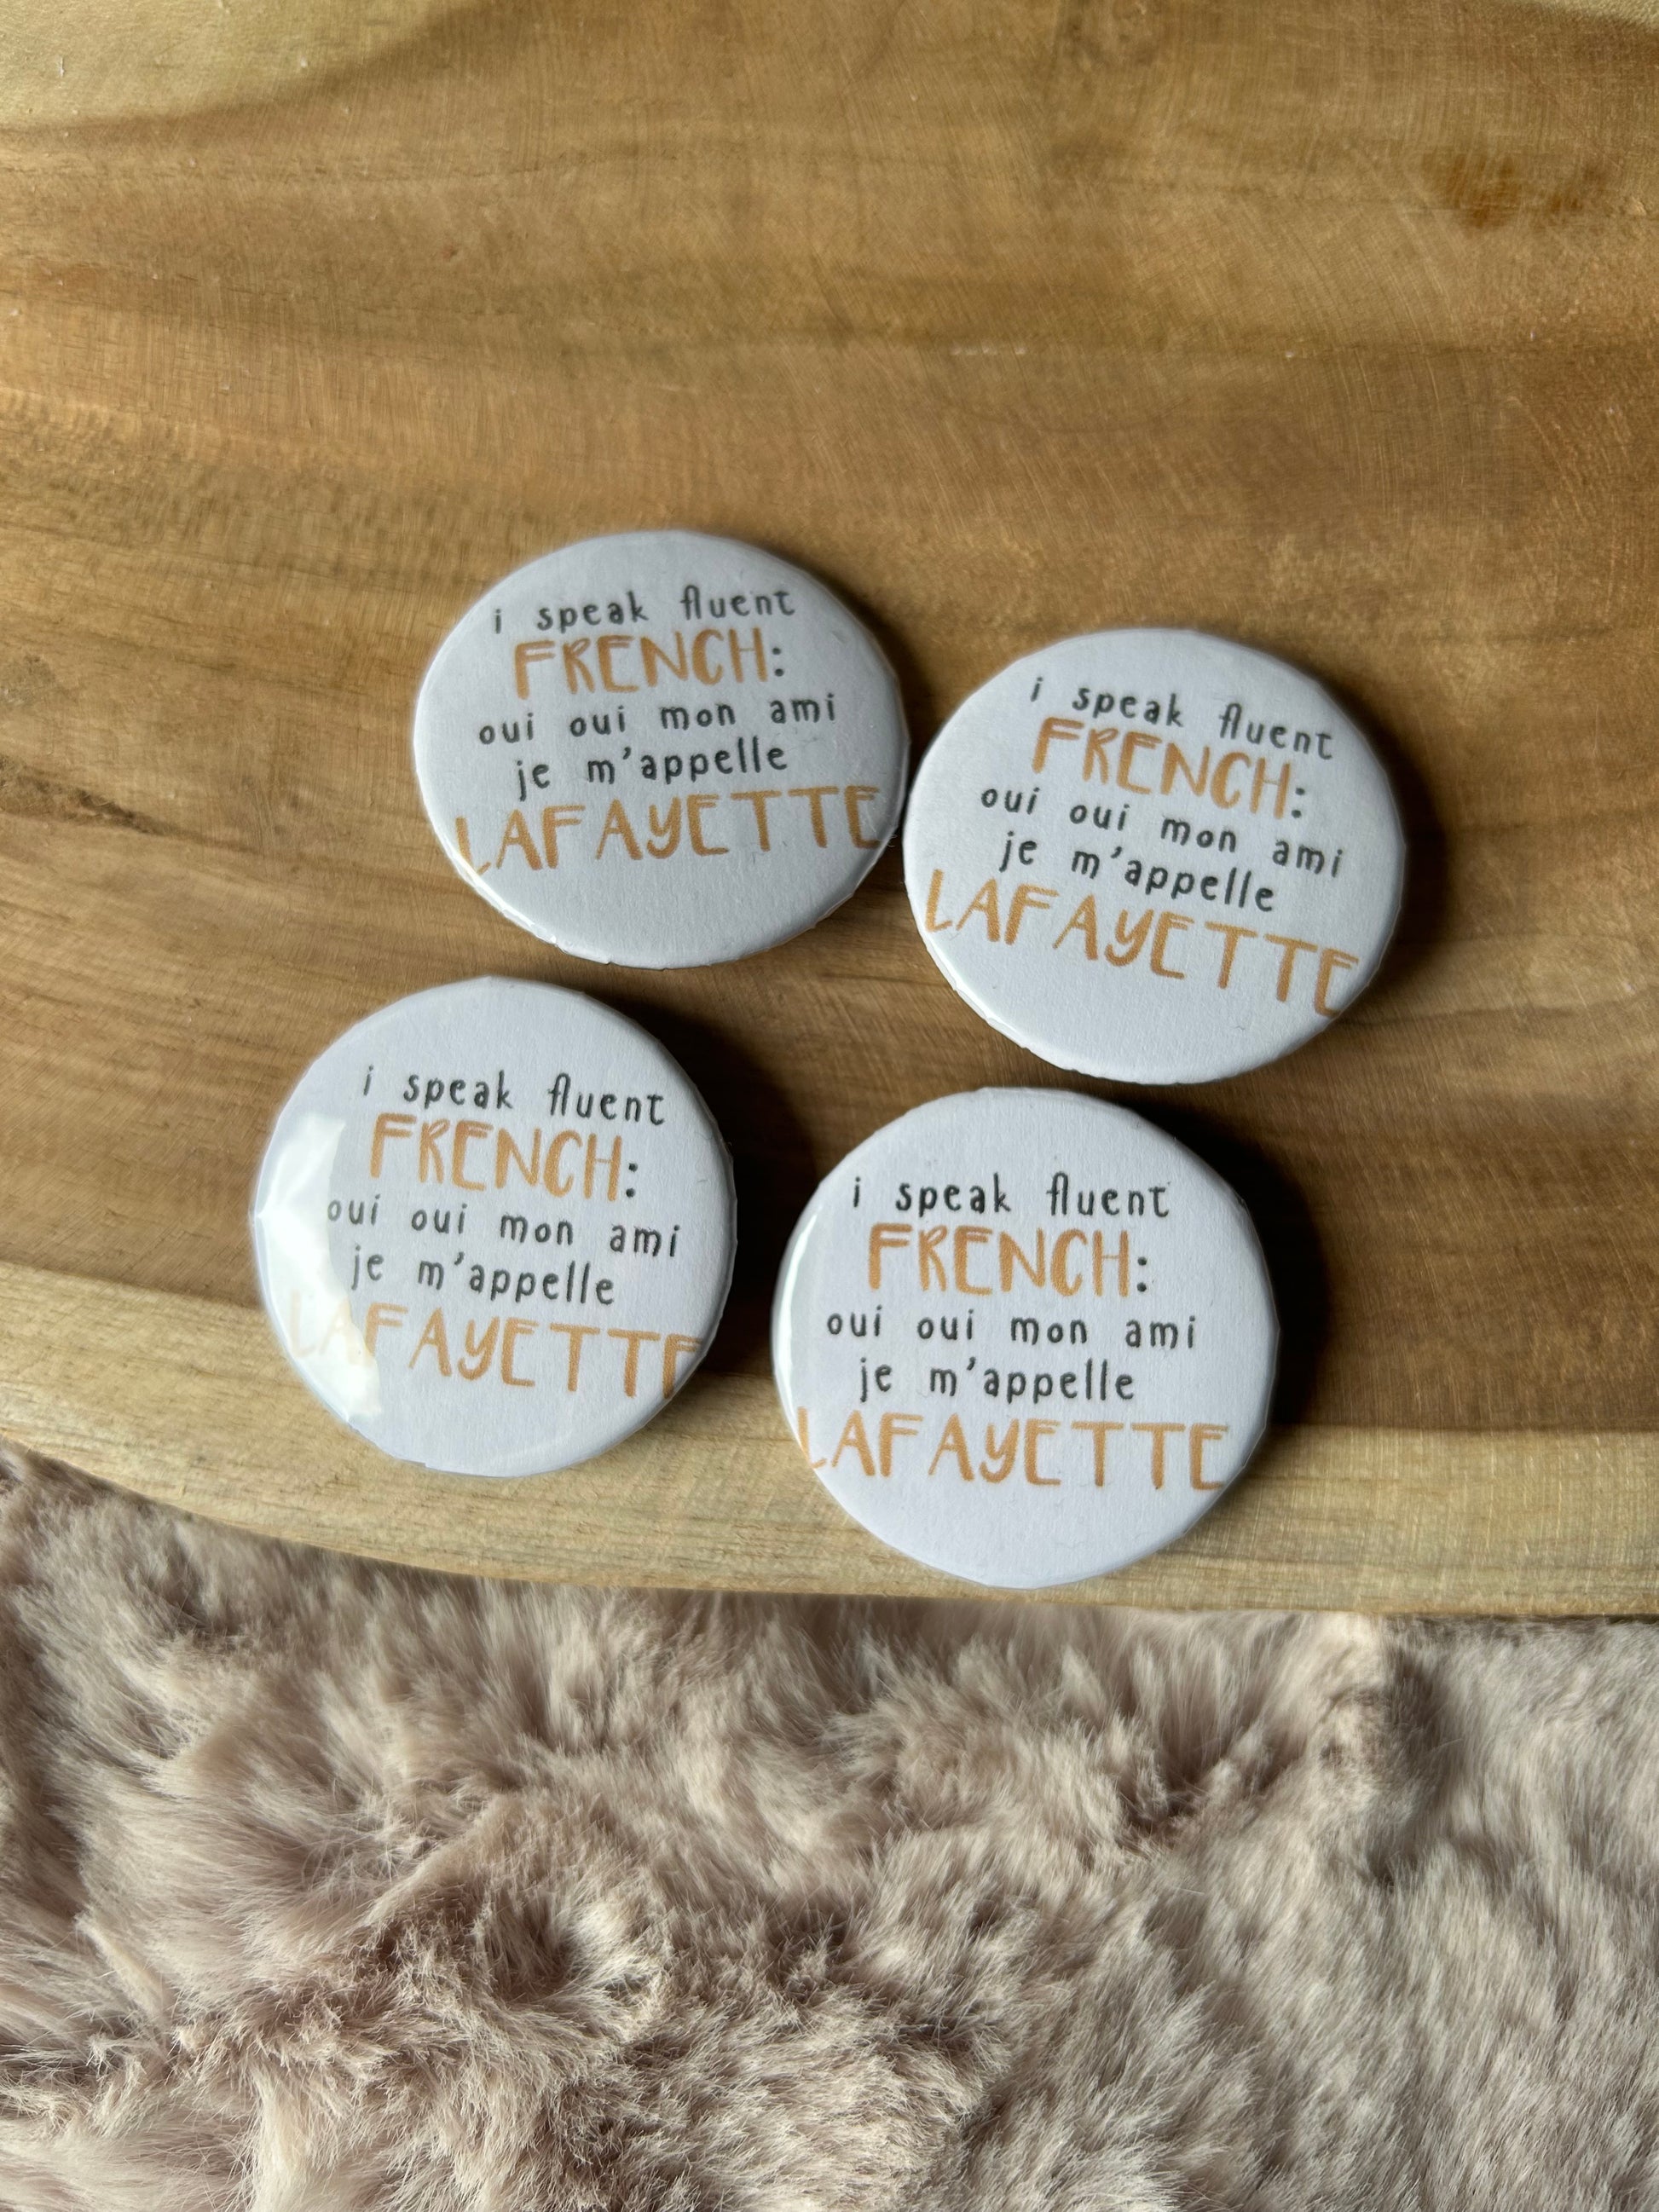 i speak fluent
FRENCH:
oui oui mon ami
je m'appelle
LAFAYETTE
i speak fluent
FRENCH:
oui oui mon ami
je m'appelle
LAFAYETTE
i speak fluent
FRENCH:
oui oui mon ami
je m'appelle
LAFAYETTE
i speak fluent
FRENCH:
oui oui mon ami
je m'appelle
LAFAYETTE